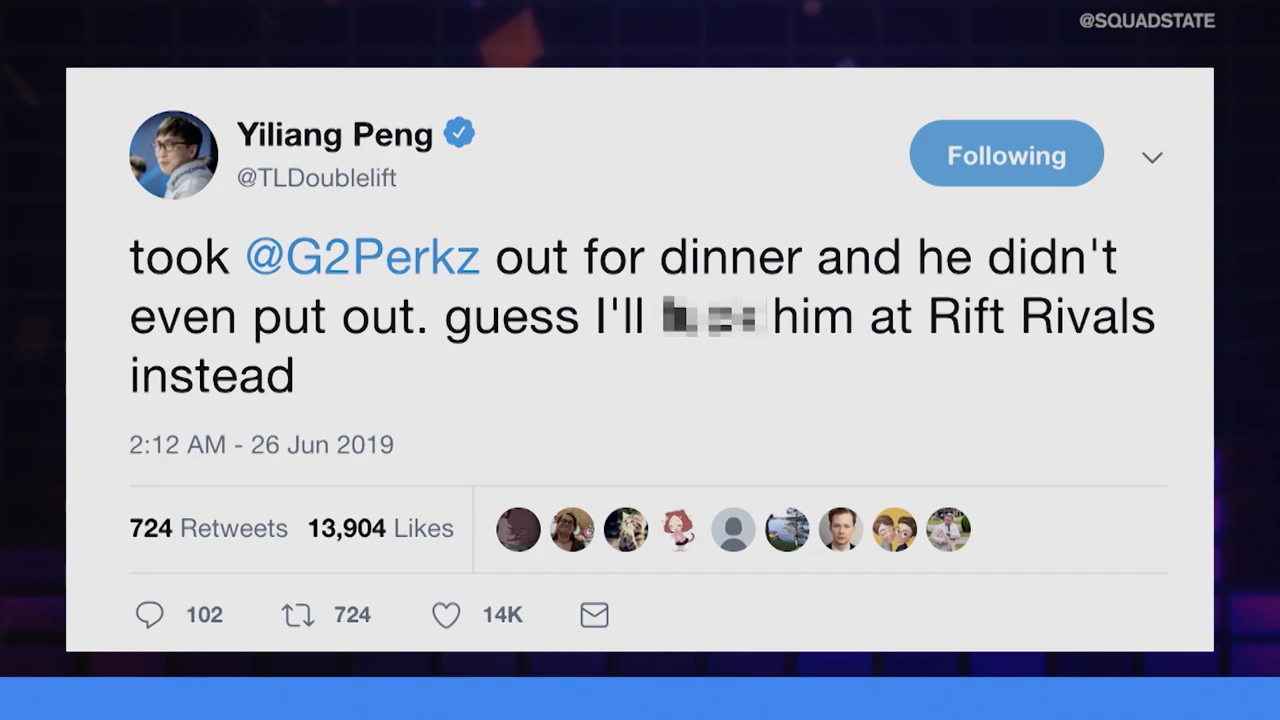 @SQUADSTATE
Yiliang Peng
@TLDoublelift
Following
took @G2Perkz out for dinner and he didn't
even put out. guess I'll him at Rift Rivals
instead
2:12 AM - 26 Jun 2019
724 Retweets 13,904 Likes
102 724 14K